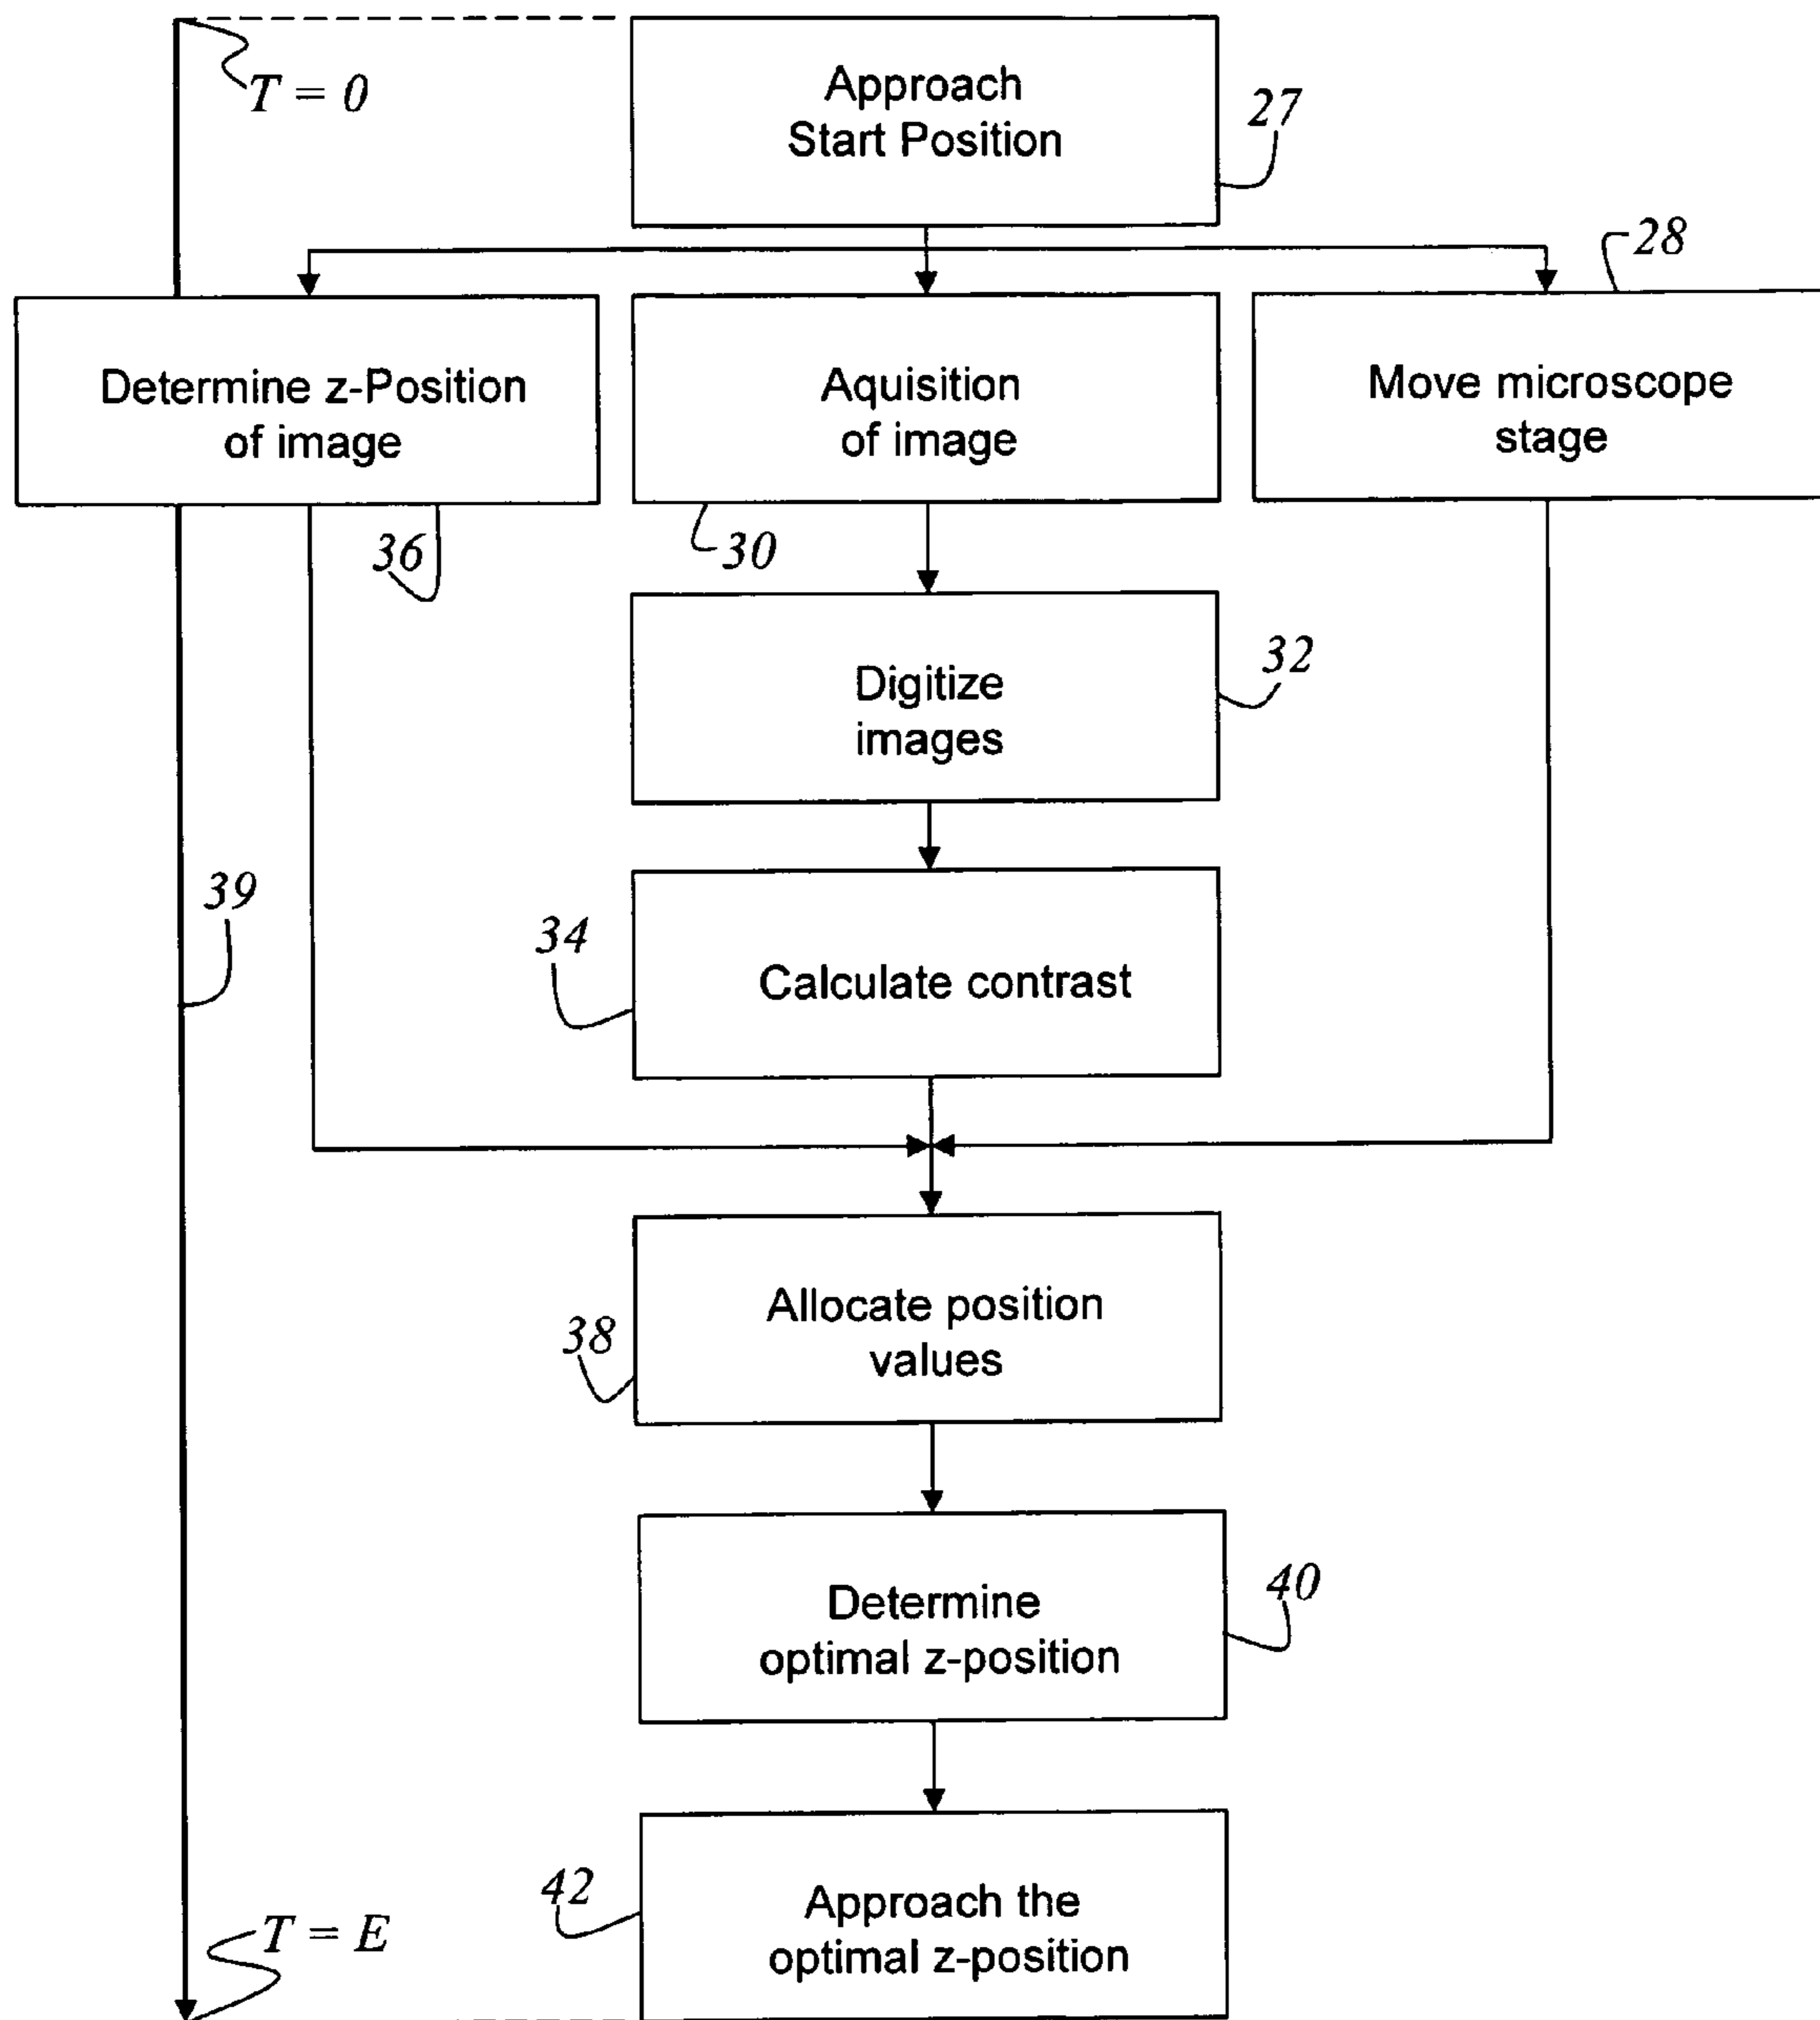 T = 0
Approach
Start Position
27
28
Determine z-Position
of image
Aquisition
of image
Move microscope
stage
36
30
Digitize
images
32
39
34
Calculate contrast
Allocate position
values
38
Determine
optimal z-position
40
42
Approach the
optimal z-position
T = E